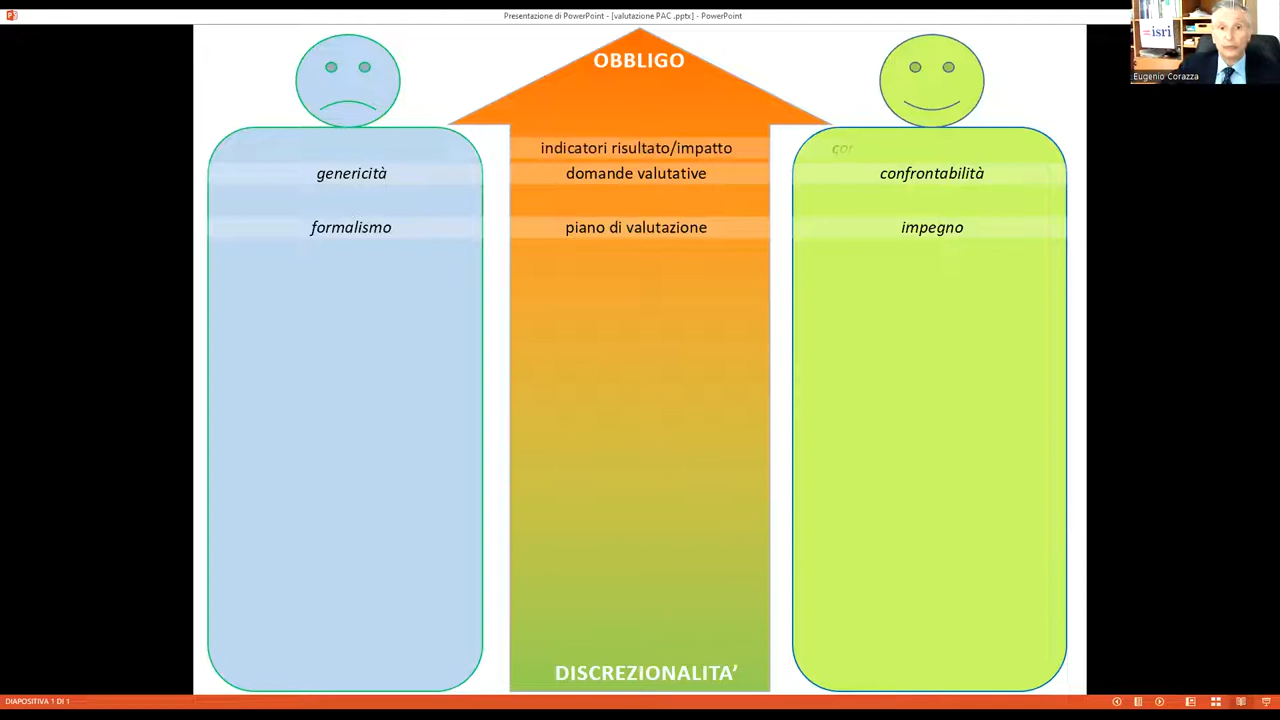 Presentazione di PowerPoint - [valutazione PAC .pptx] - PowerPoint
=isri
Eugenio Corazza
OBBLIGO
indicatori risultato/impatto
genericità domande valutative confrontabilità
formalismo piano di valutazione impegno
DISCREZIONALITA’
DIAPOSITIVA 1 DI 1